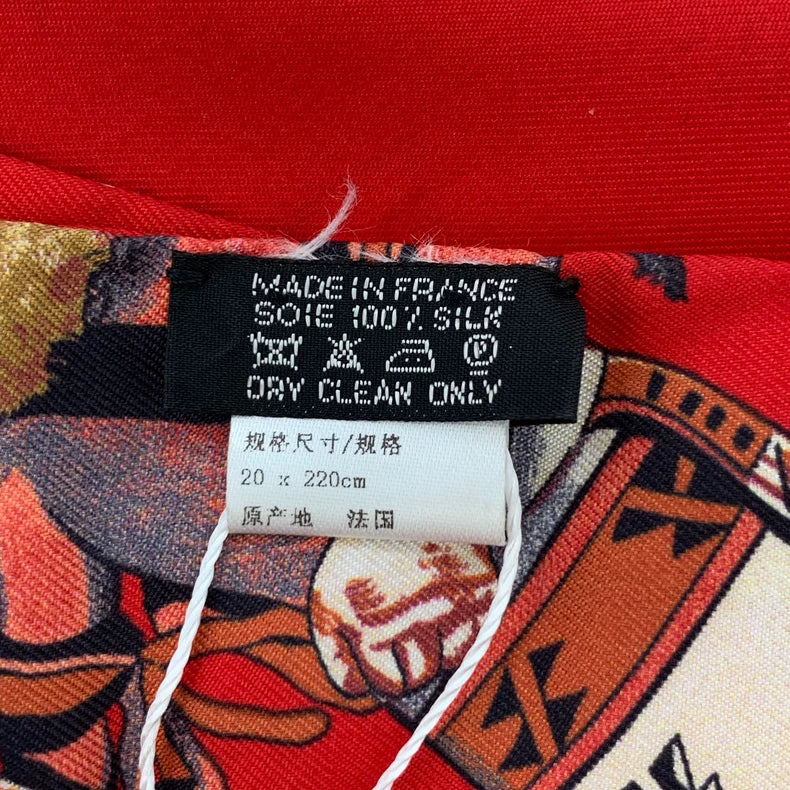 MADE IN FRANCE
SOIE 100% SILK
P
DRY CLEAN ONLY
规格尺寸/规格
20 x 220cm
原产地 法国